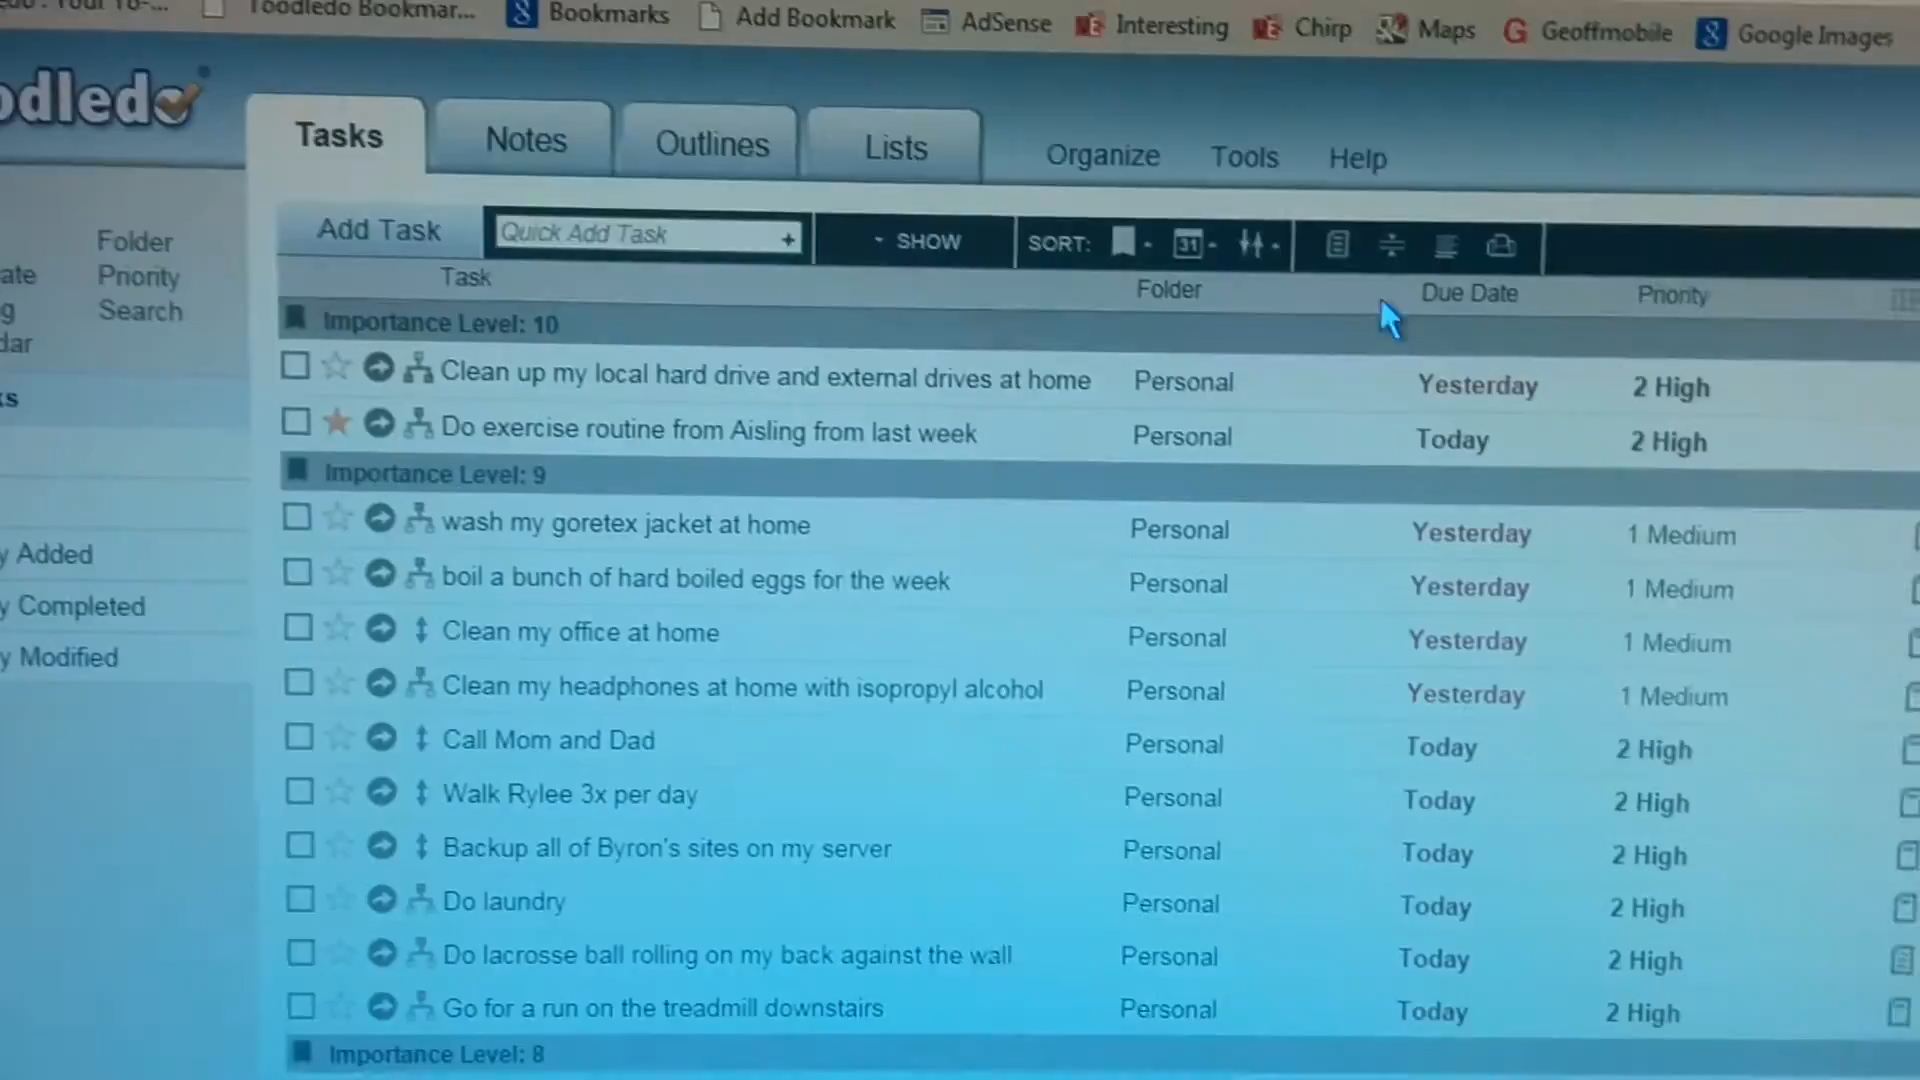 Toodledo Bookmar... Bookmarks Add Bookmark AdSense Interesting Chirp Maps Geoffmobile Google Images
Tasks Notes Outlines Lists Organize Tools Help
Add Task Quick Add Task + SHOW SORT: 31
Folder
Priority
Search
Task Folder Due Date Priority
Importance Level: 10
Clean up my local hard drive and external drives at home Personal Yesterday 2 High
Do exercise routine from Aisling from last week Personal Today 2 High
Importance Level: 9
wash my goretex jacket at home Personal Yesterday 1 Medium
boil a bunch of hard boiled eggs for the week Personal Yesterday 1 Medium
Clean my office at home Personal Yesterday 1 Medium
Clean my headphones at home with isopropyl alcohol Personal Yesterday 1 Medium
Call Mom and Dad Personal Today 2 High
Walk Rylee 3x per day Personal Today 2 High
Backup all of Byron's sites on my server Personal Today 2 High
Do laundry Personal Today 2 High
Do lacrosse ball rolling on my back against the wall Personal Today 2 High
Go for a run on the treadmill downstairs Personal Today 2 High
Importance Level: 8
y Added
y Completed
y Modified